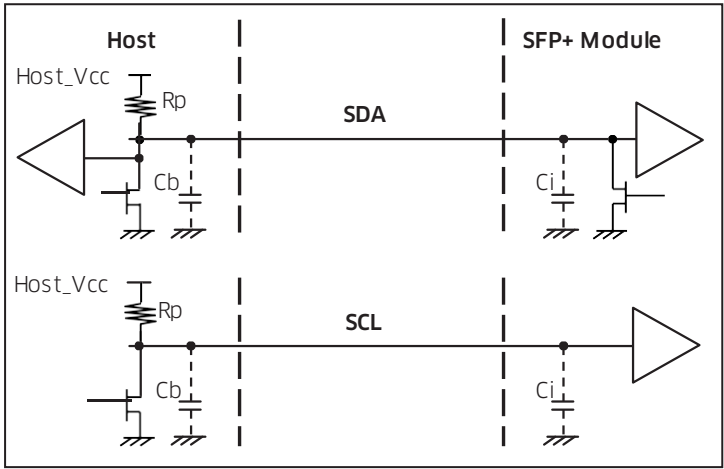 Host
SFP+ Module
Host_Vcc
Rp
SDA
Cb
Ci
Host_Vcc
Rp
SCL
Cb
Ci